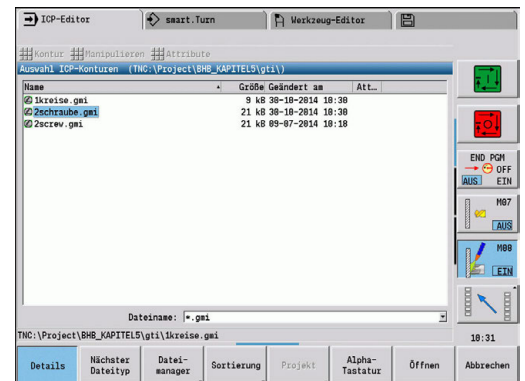 ICP-Editor
smart.Turn
Werkzeug-Editor
Kontur Manipulieren Attribute
Auswahl ICP-Konturen (TNC:\Project\BHB_KAPITEL5\gti\)
Name Größe Geändert am Att...
1kreise.gmi 9 kB 30-10-2014 10:30
2schraube.gmi 21 kB 30-10-2014 10:30
2screw.gmi 21 kB 09-07-2014 10:18
END PGM
OFF
AUS EIN
M07
AUS
M08
EIN
Dateiname: *.gmi
TNC:\Project\BHB_KAPITEL5\gti\1kreise.gmi
10:31
Details
Nächster Dateityp
Datei-manager
Sortierung
Projekt
Alpha-Tastatur
Öffnen
Abbrechen